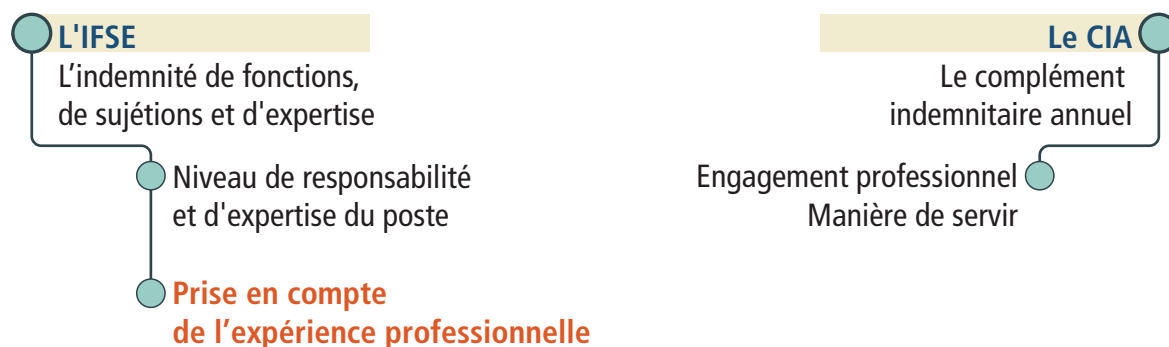 L'IFSE
L’indemnité de fonctions,
de sujétions et d'expertise
Niveau de responsabilité
et d'expertise du poste
Prise en compte
de l’expérience professionnelle
Le CIA
Le complément
indemnitaire annuel
Engagement professionnel
Manière de servir